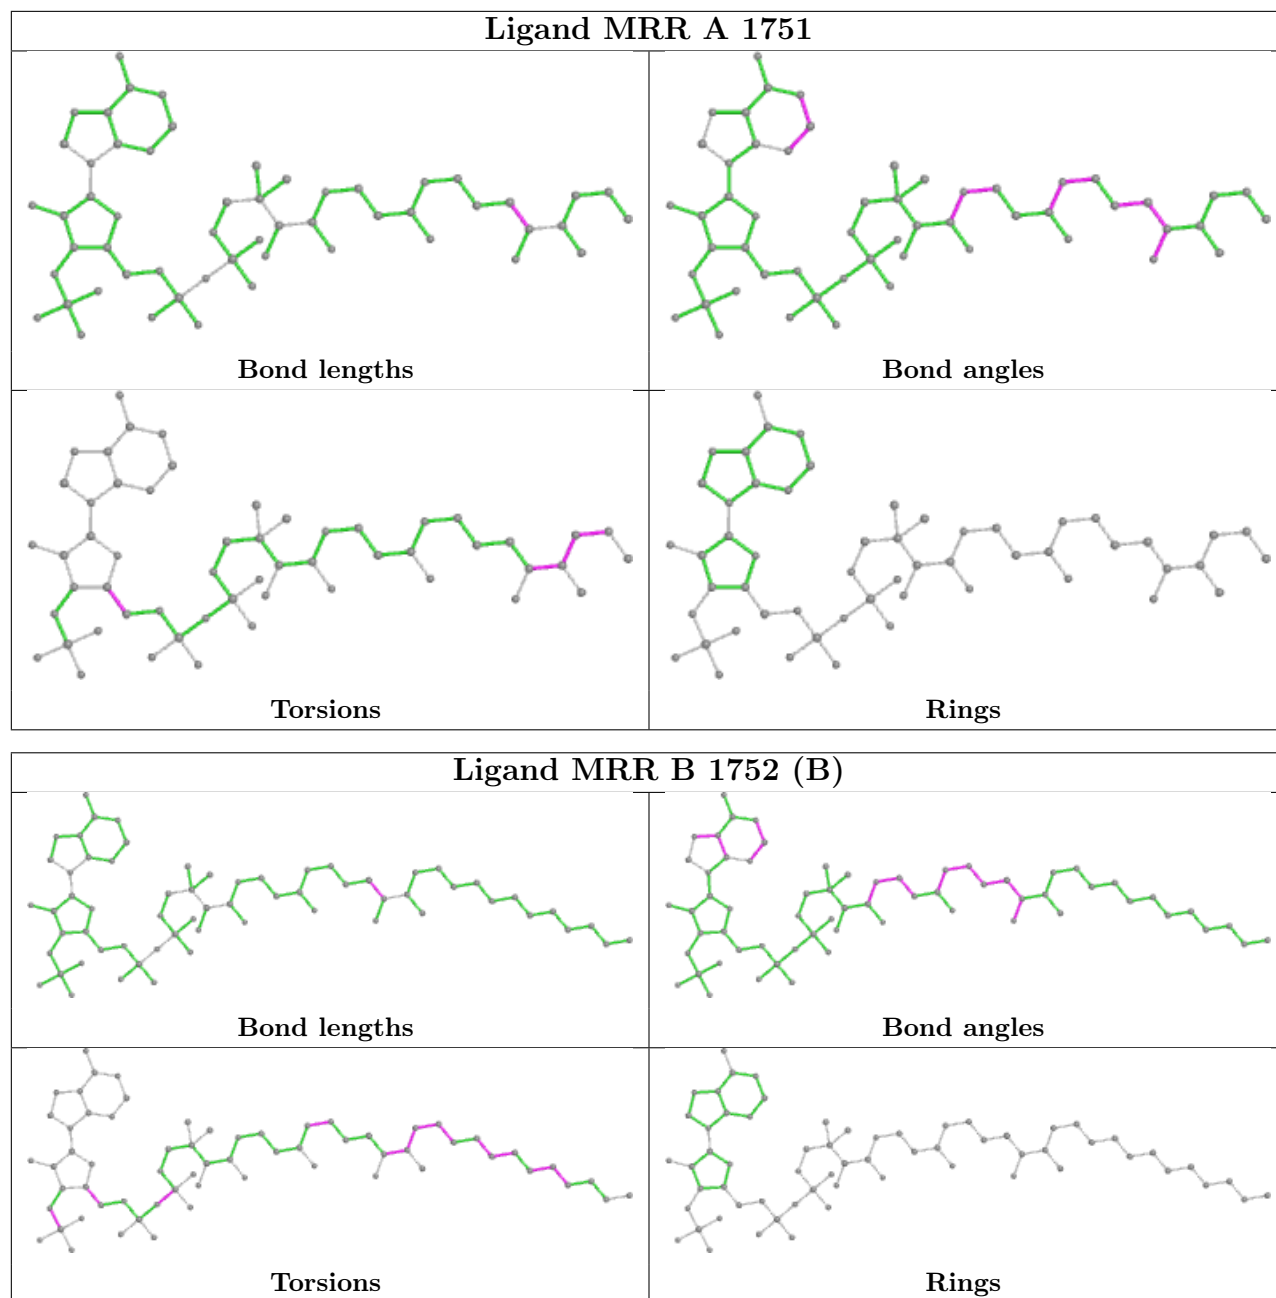 Ligand MRR A 1751
Bond lengths
Bond angles
Torsions
Rings
Ligand MRR B 1752 (B)
Bond lengths
Bond angles
Torsions
Rings